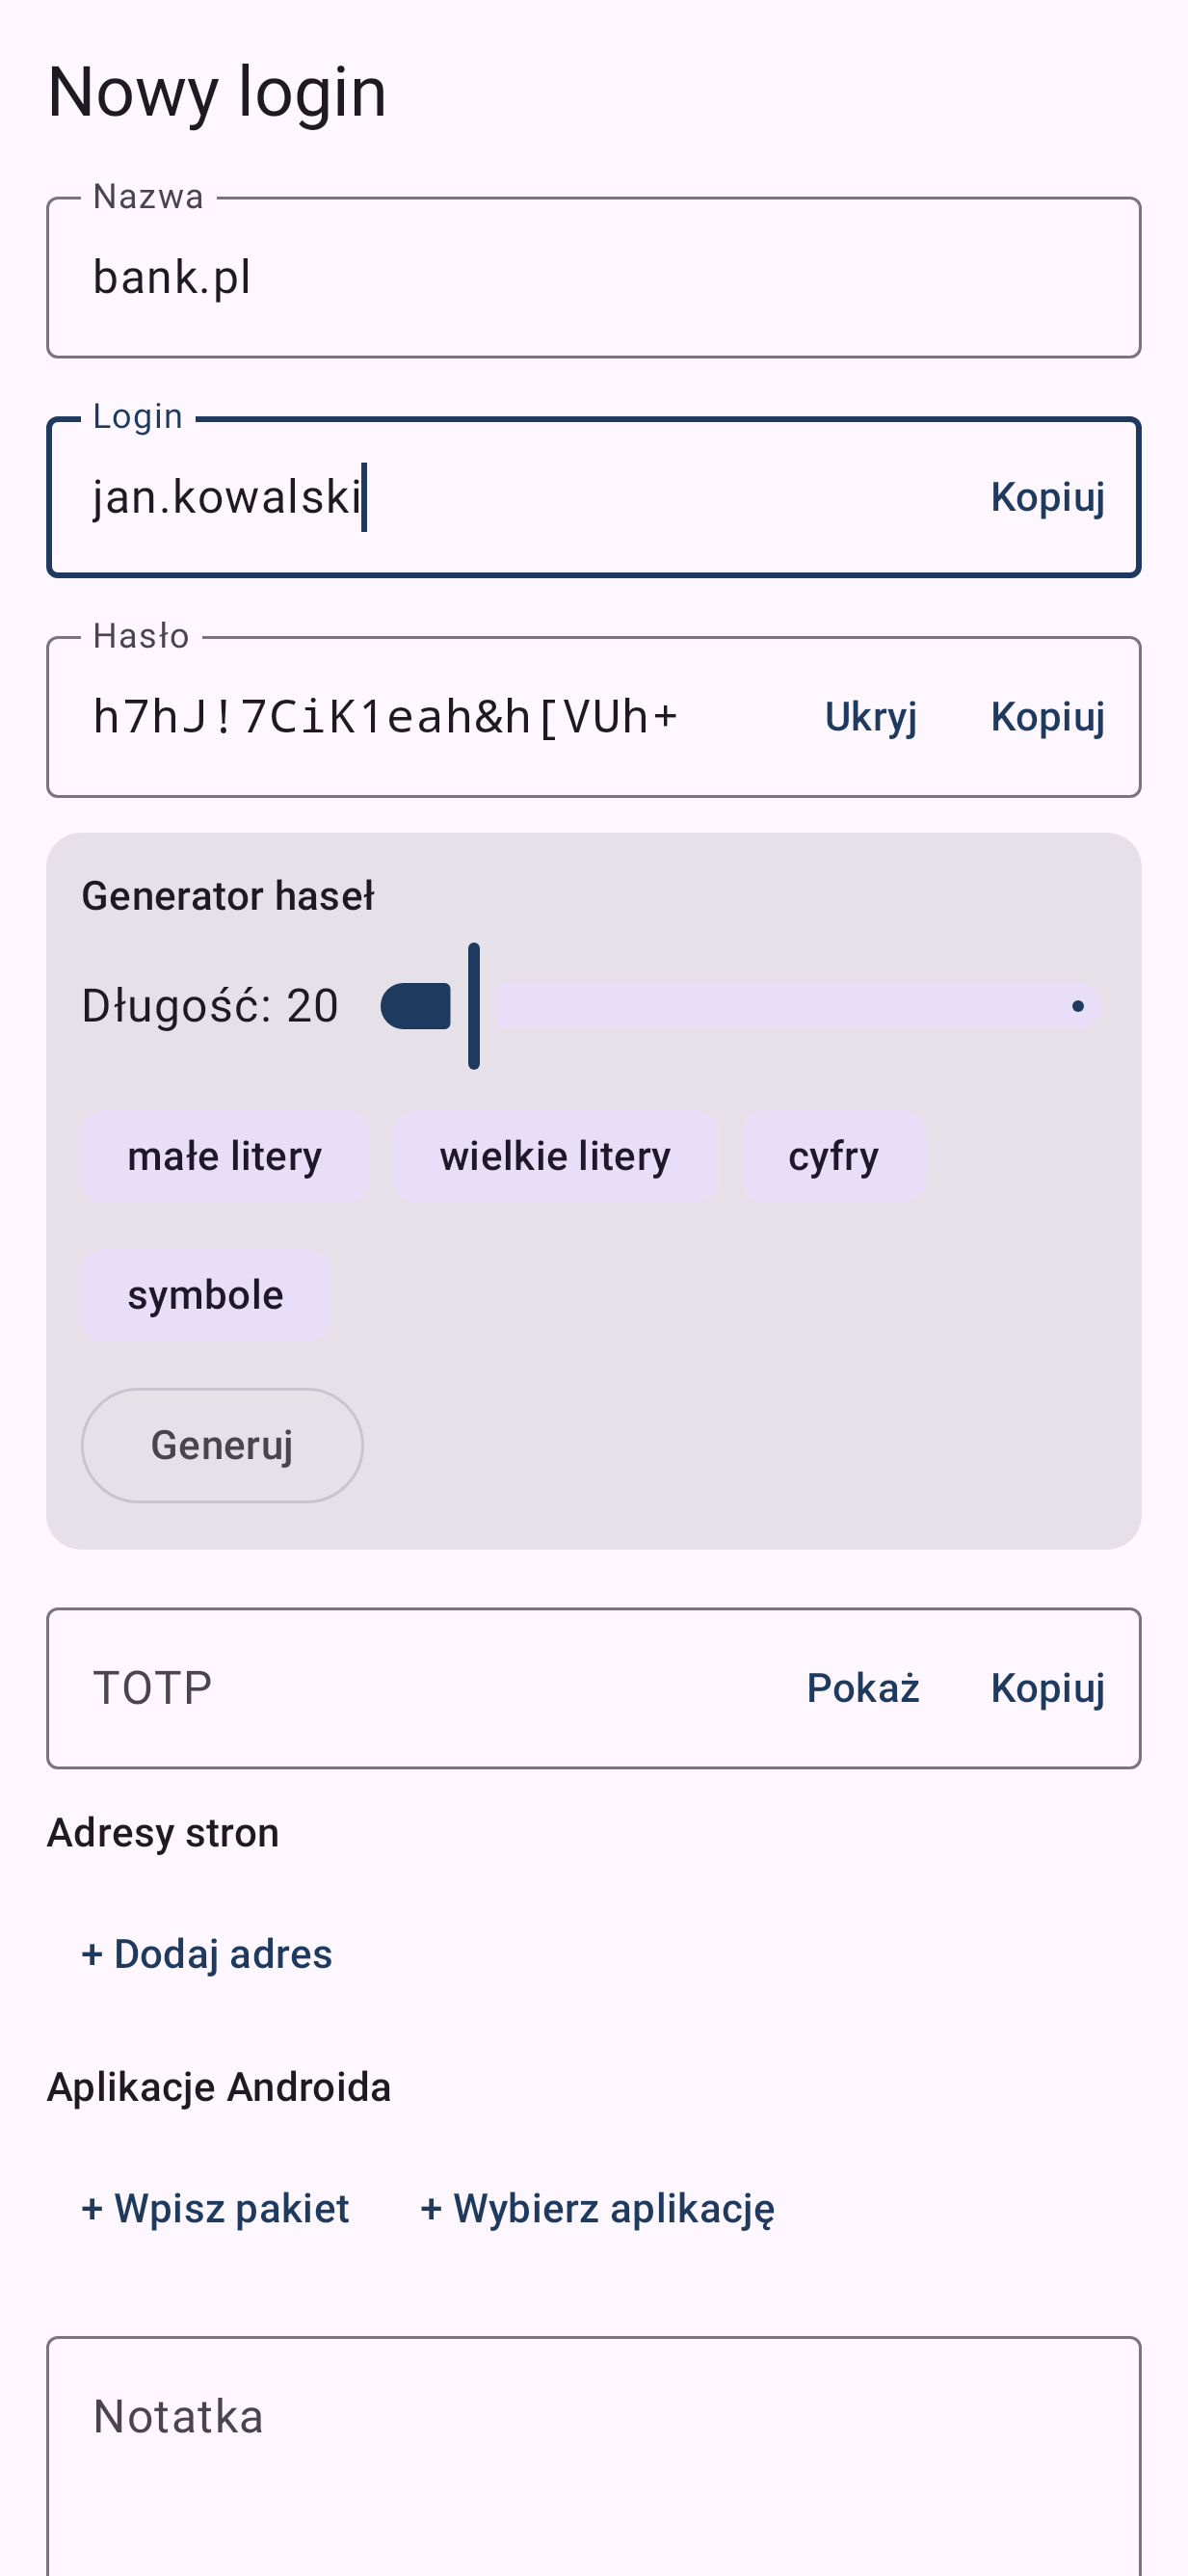 Nowy login
Nazwa
bank.pl
Login
jan.kowalski
Kopiuj
Hasło
h7hJ!7CiK1eah&h[VUh+
Ukryj
Kopiuj
Generator haseł
Długość: 20
małe litery
wielkie litery
cyfry
symbole
Generuj
TOTP
Pokaż
Kopiuj
Adresy stron
+ Dodaj adres
Aplikacje Androida
+ Wpisz pakiet
+ Wybierz aplikację
Notatka